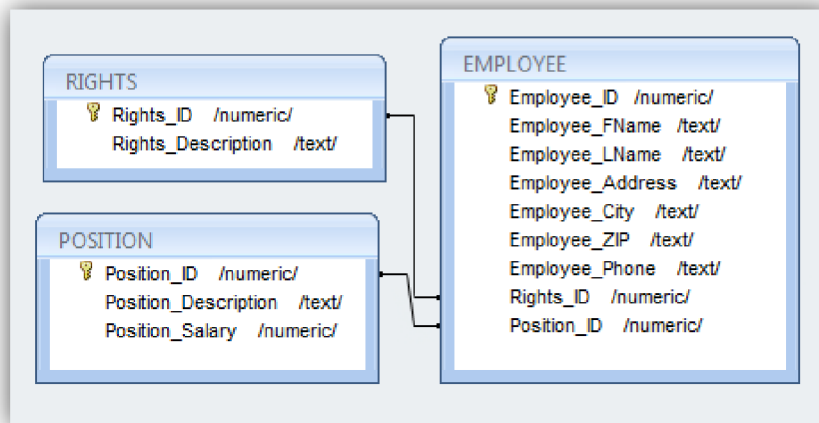 RIGHTS
Rights_ID /numeric/
Rights_Description /text/
POSITION
Position_ID /numeric/
Position_Description /text/
Position_Salary /numeric/
EMPLOYEE
Employee_ID /numeric/
Employee_FName /text/
Employee_LName /text/
Employee_Address /text/
Employee_City /text/
Employee_ZIP /text/
Employee_Phone /text/
Rights_ID /numeric/
Position_ID /numeric/